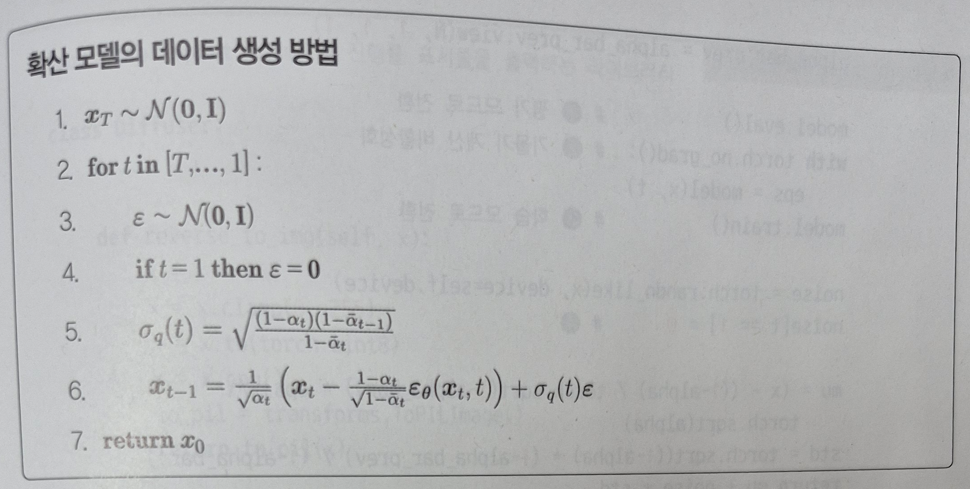 확산 모델의 데이터 생성 방법
1. x_T ~ 𝒩(0, I)
2. for t in [T,..., 1] :
3. ε ~ 𝒩(0, I)
4. if t = 1 then ε = 0
5. σ_q(t) = √((1−α_t)(1−ᾱ_{t−1}) / (1−ᾱ_t))
6. x_{t−1} = 1/√α_t (x_t − (1−α_t)/√(1−ᾱ_t) ε_θ(x_t, t)) + σ_q(t)ε
7. return x_0